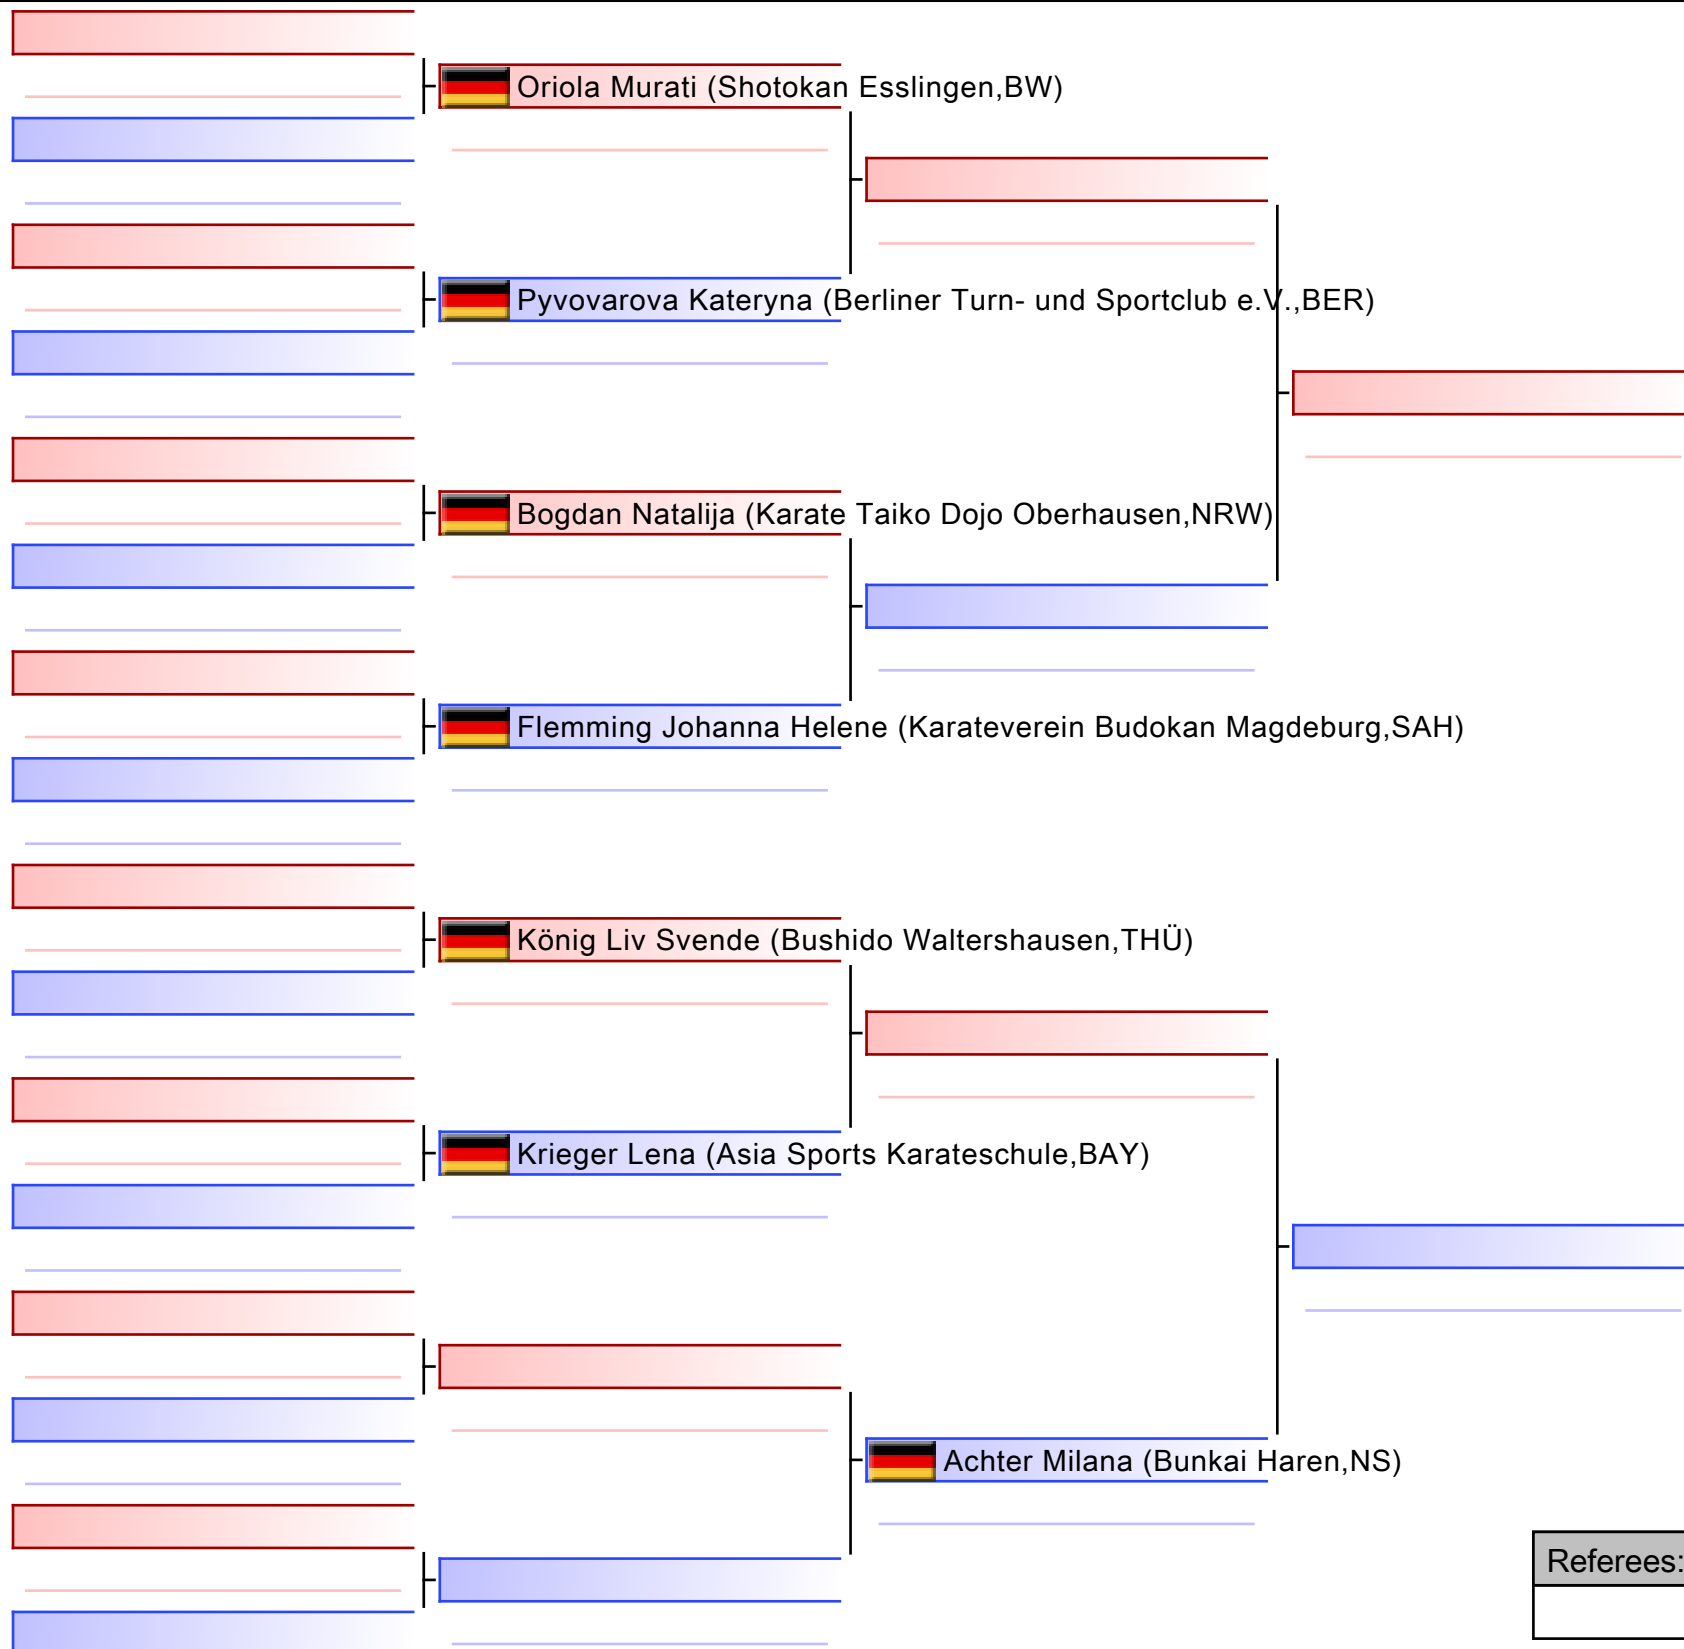 Oriola Murati (Shotokan Esslingen,BW)
Pyvovarova Kateryna (Berliner Turn- und Sportclub e.V.,BER)
Bogdan Natalija (Karate Taiko Dojo Oberhausen,NRW)
Flemming Johanna Helene (Karateverein Budokan Magdeburg,SAH)
König Liv Svende (Bushido Waltershausen,THÜ)
Krieger Lena (Asia Sports Karateschule,BAY)
Achter Milana (Bunkai Haren,NS)
Referees: